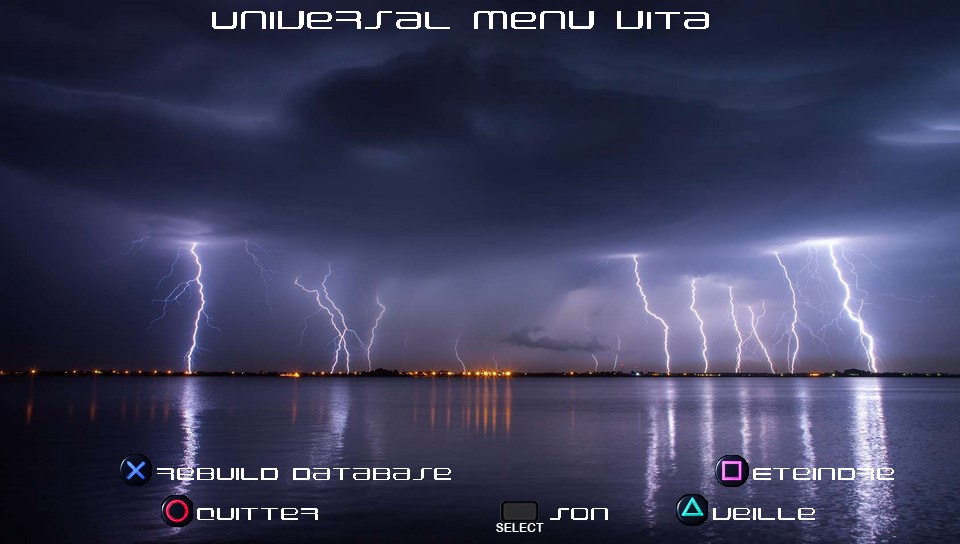 UNIVERSAL MENU VITA
REBUILD DATABASE
ETEINDRE
QUITTER
SELECT SON
VEILLE